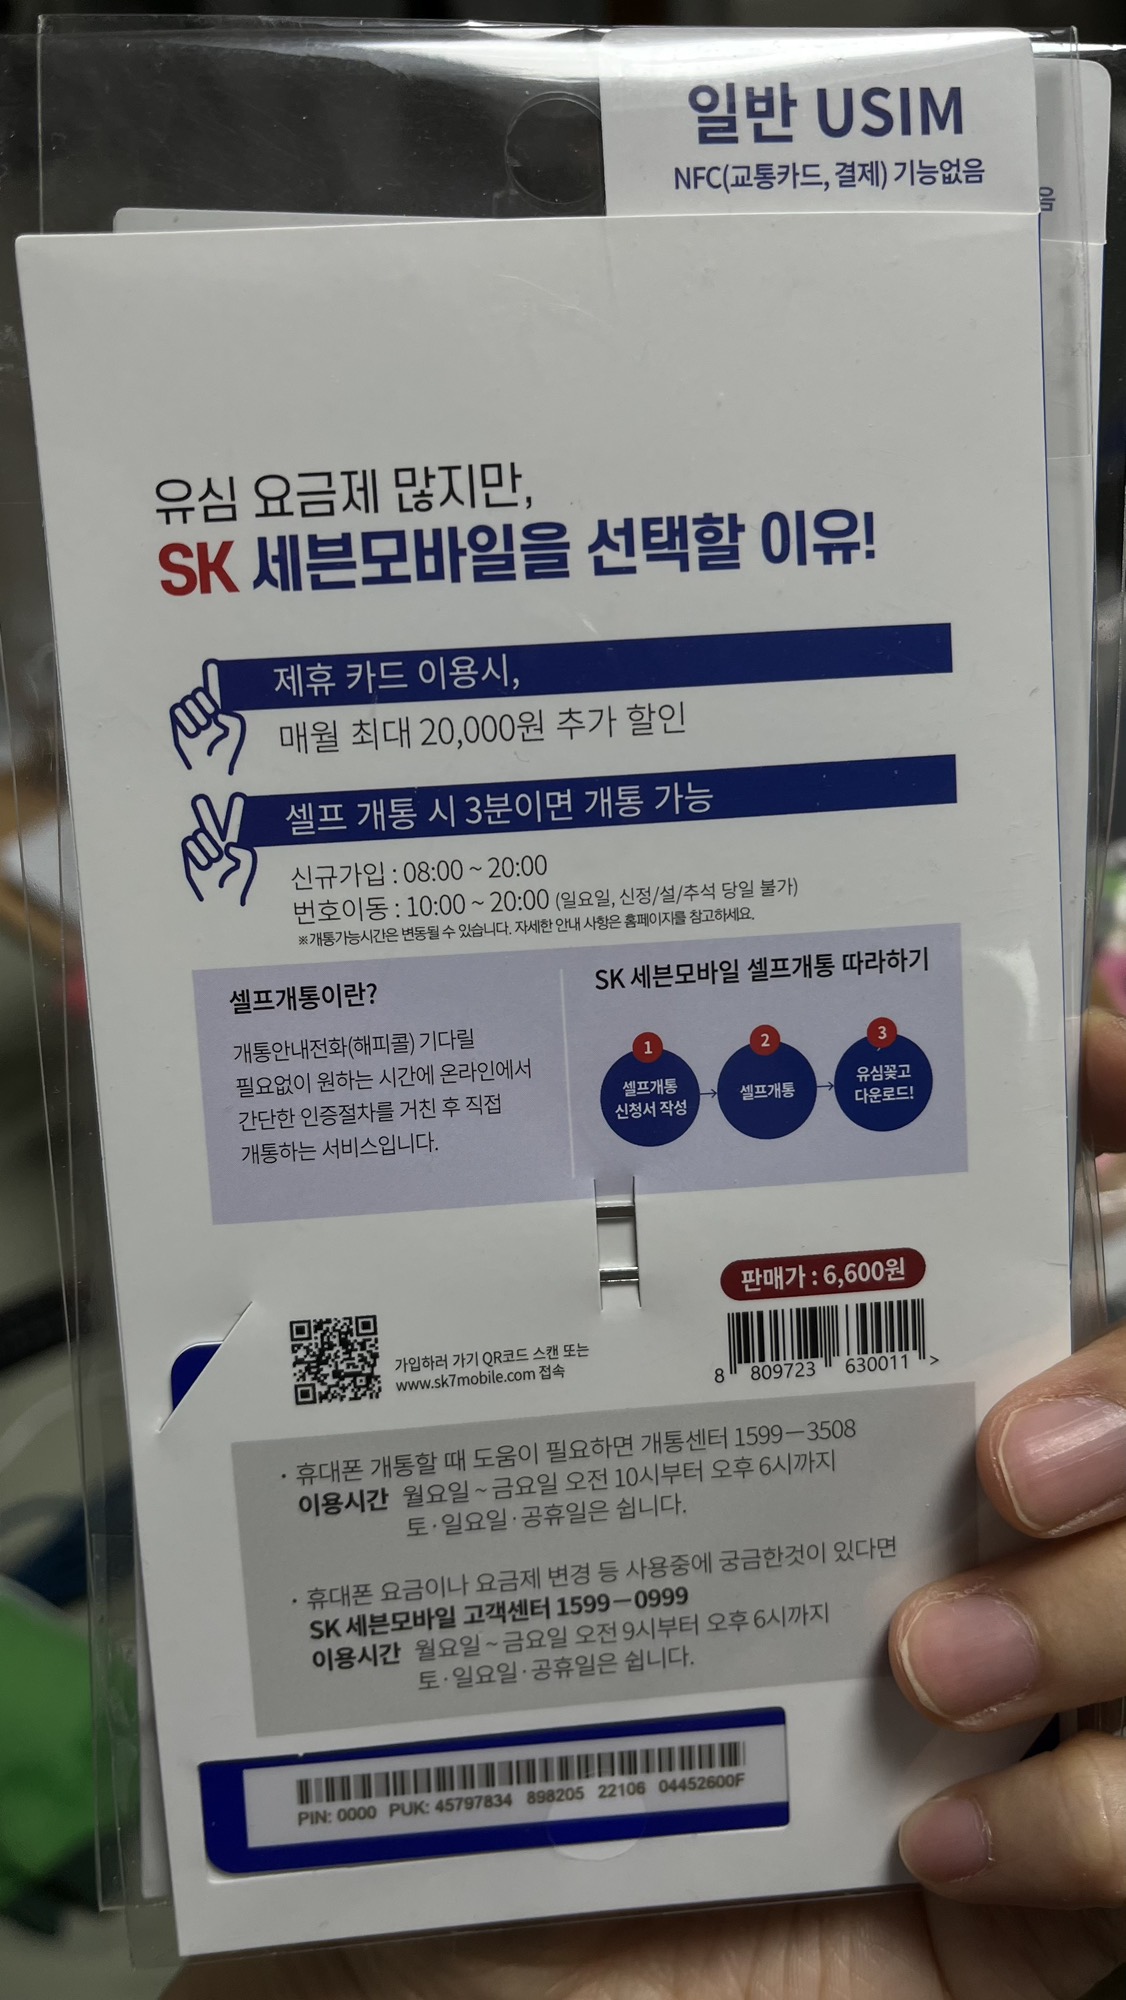 일반 USIM
NFC(교통카드, 결제) 기능없음
음
유심 요금제 많지만,
SK 세븐모바일을 선택할 이유!
제휴 카드 이용시,
매월 최대 20,000원 추가 할인
셀프 개통 시 3분이면 개통 가능
신규가입 : 08:00 ~ 20:00
번호이동 : 10:00 ~ 20:00 (일요일, 신정/설/추석 당일 불가)
※개통가능시간은 변동될 수 있습니다. 자세한 안내 사항은 홈페이지를 참고하세요.
셀프개통이란?
개통안내전화(해피콜) 기다릴
필요없이 원하는 시간에 온라인에서
간단한 인증절차를 거친 후 직접
개통하는 서비스입니다.
SK 세븐모바일 셀프개통 따라하기
1
셀프개통
신청서 작성
2
셀프개통
3
유심꽂고
다운로드!
판매가 : 6,600원
8 809723 630011 >
가입하러 가기 QR코드 스캔 또는
www.sk7mobile.com 접속
· 휴대폰 개통할 때 도움이 필요하면 개통센터 1599－3508
이용시간 월요일 ~ 금요일 오전 10시부터 오후 6시까지
토·일요일·공휴일은 쉽니다.
· 휴대폰 요금이나 요금제 변경 등 사용중에 궁금한것이 있다면
SK 세븐모바일 고객센터 1599－0999
이용시간 월요일 ~ 금요일 오전 9시부터 오후 6시까지
토·일요일·공휴일은 쉽니다.
PIN: 0000 PUK: 45797834 898205 22106 04452600F